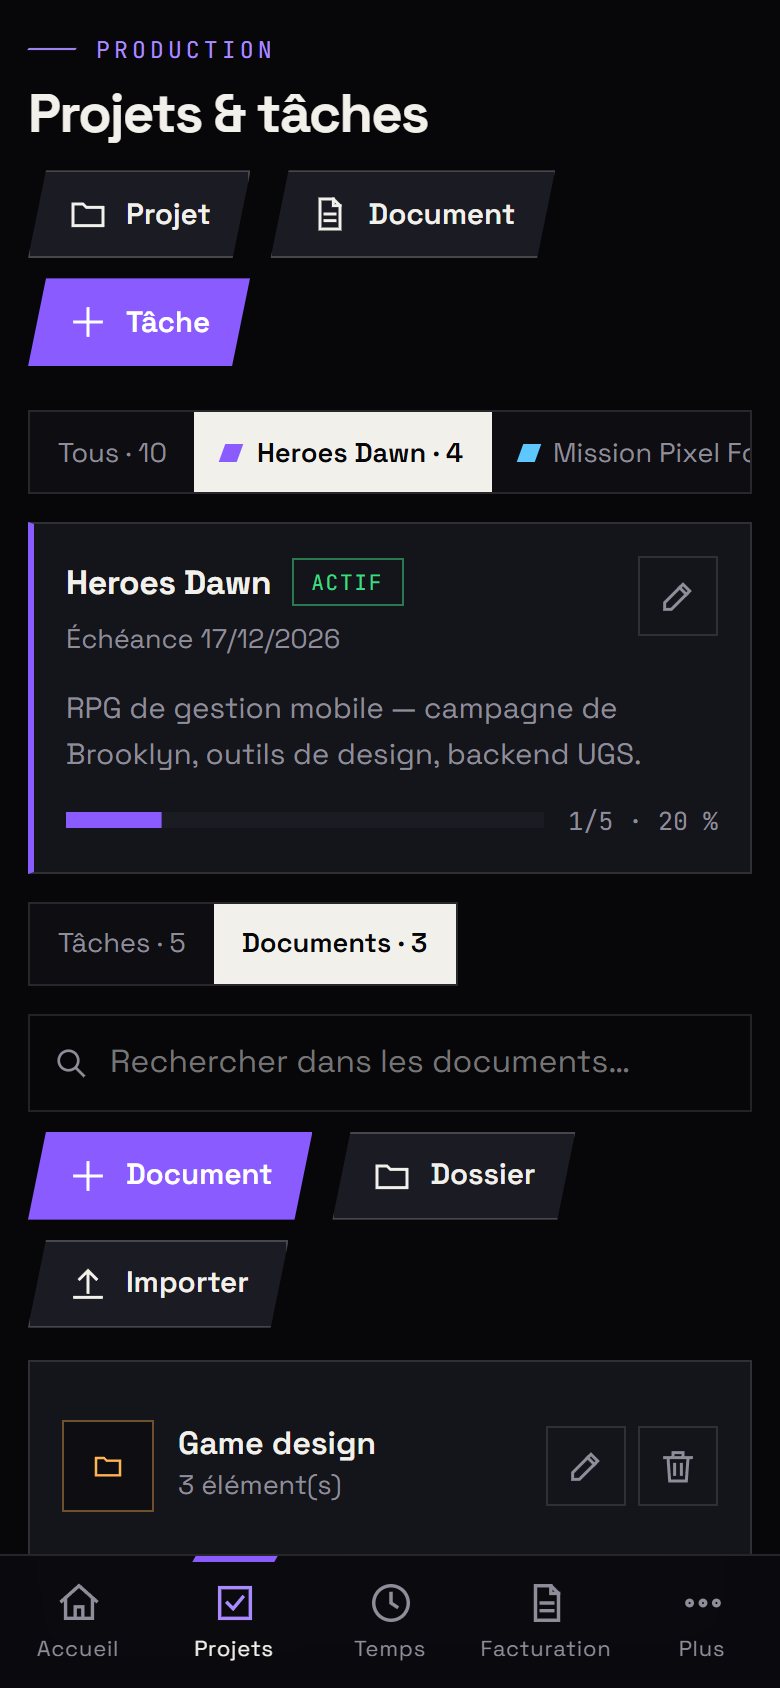 PRODUCTION
Projets & tâches
Projet
Document
Tâche
Tous · 10
Heroes Dawn · 4
Mission Pixel Fo
Heroes Dawn
ACTIF
Échéance 17/12/2026
RPG de gestion mobile — campagne de
Brooklyn, outils de design, backend UGS.
1/5 · 20 %
Tâches · 5
Documents · 3
Rechercher dans les documents…
Document
Dossier
Importer
Game design
3 élément(s)
Accueil
Projets
Temps
Facturation
Plus